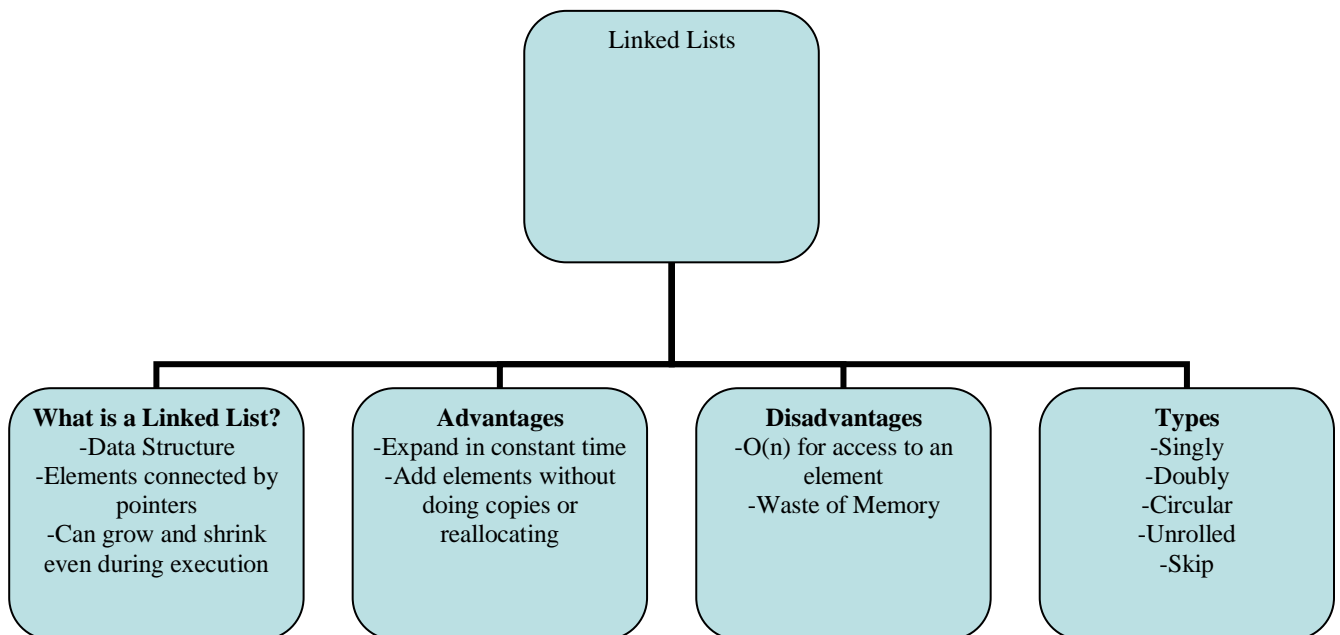 Linked Lists
What is a Linked List?
-Data Structure
-Elements connected by
pointers
-Can grow and shrink
even during execution
Advantages
-Expand in constant time
-Add elements without
doing copies or
reallocating
Disadvantages
-O(n) for access to an
element
-Waste of Memory
Types
-Singly
-Doubly
-Circular
-Unrolled
-Skip